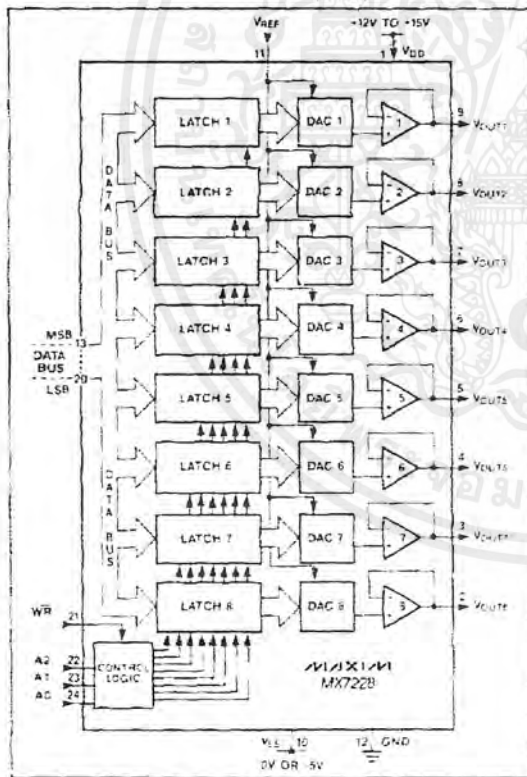 VREF
+12V TO +15V
11
1
VDD
LATCH 1
DAC 1
1
9
VOUT1
LATCH 2
DAC 2
2
8
VOUT2
LATCH 3
DAC 3
3
7
VOUT3
LATCH 4
DAC 4
4
6
VOUT4
LATCH 5
DAC 5
5
5
VOUT5
LATCH 6
DAC 6
6
4
LATCH 7
DAC 7
7
3
LATCH 8
DAC 8
DATA BUS
MSB
13
DATA
BUS
20
LSB
DATA BUS
WR
21
A2
22
A1
23
A0
24
CONTROL
LOGIC
MAXIM
MX7228
10
12
GND
0V OR -5V